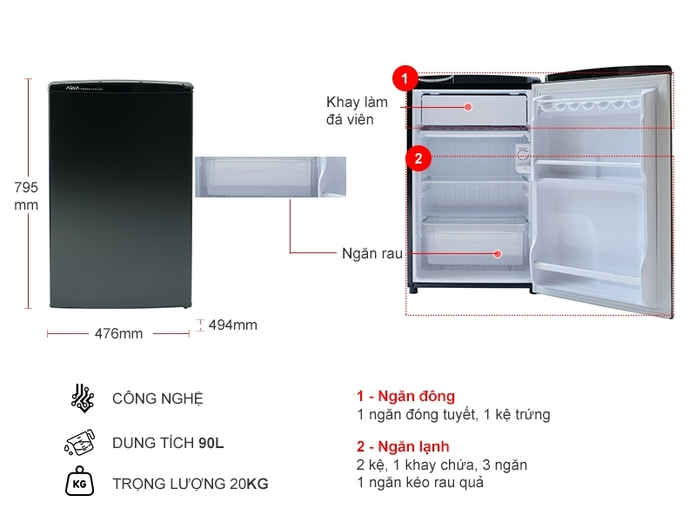 AQUA
1
Khay làm
đá viên
2
795
mm
Ngăn rau
494mm
476mm
CÔNG NGHỆ
DUNG TÍCH 90L
KG
TRỌNG LƯỢNG 20KG
1 - Ngăn đông
1 ngăn đóng tuyết, 1 kệ trứng
2 - Ngăn lạnh
2 kệ, 1 khay chứa, 3 ngăn
1 ngăn kéo rau quả